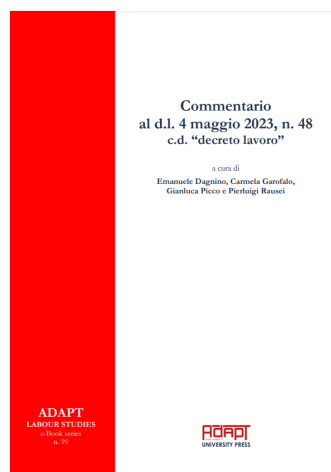 Commentario
al d.l. 4 maggio 2023, n. 48
c.d. “decreto lavoro”
a cura di
Emanuele Dagnino, Carmela Garofalo,
Gianluca Picco e Pierluigi Rausei
ADAPT
LABOUR STUDIES
e-Book series
n. 99
ADAPT
UNIVERSITY PRESS